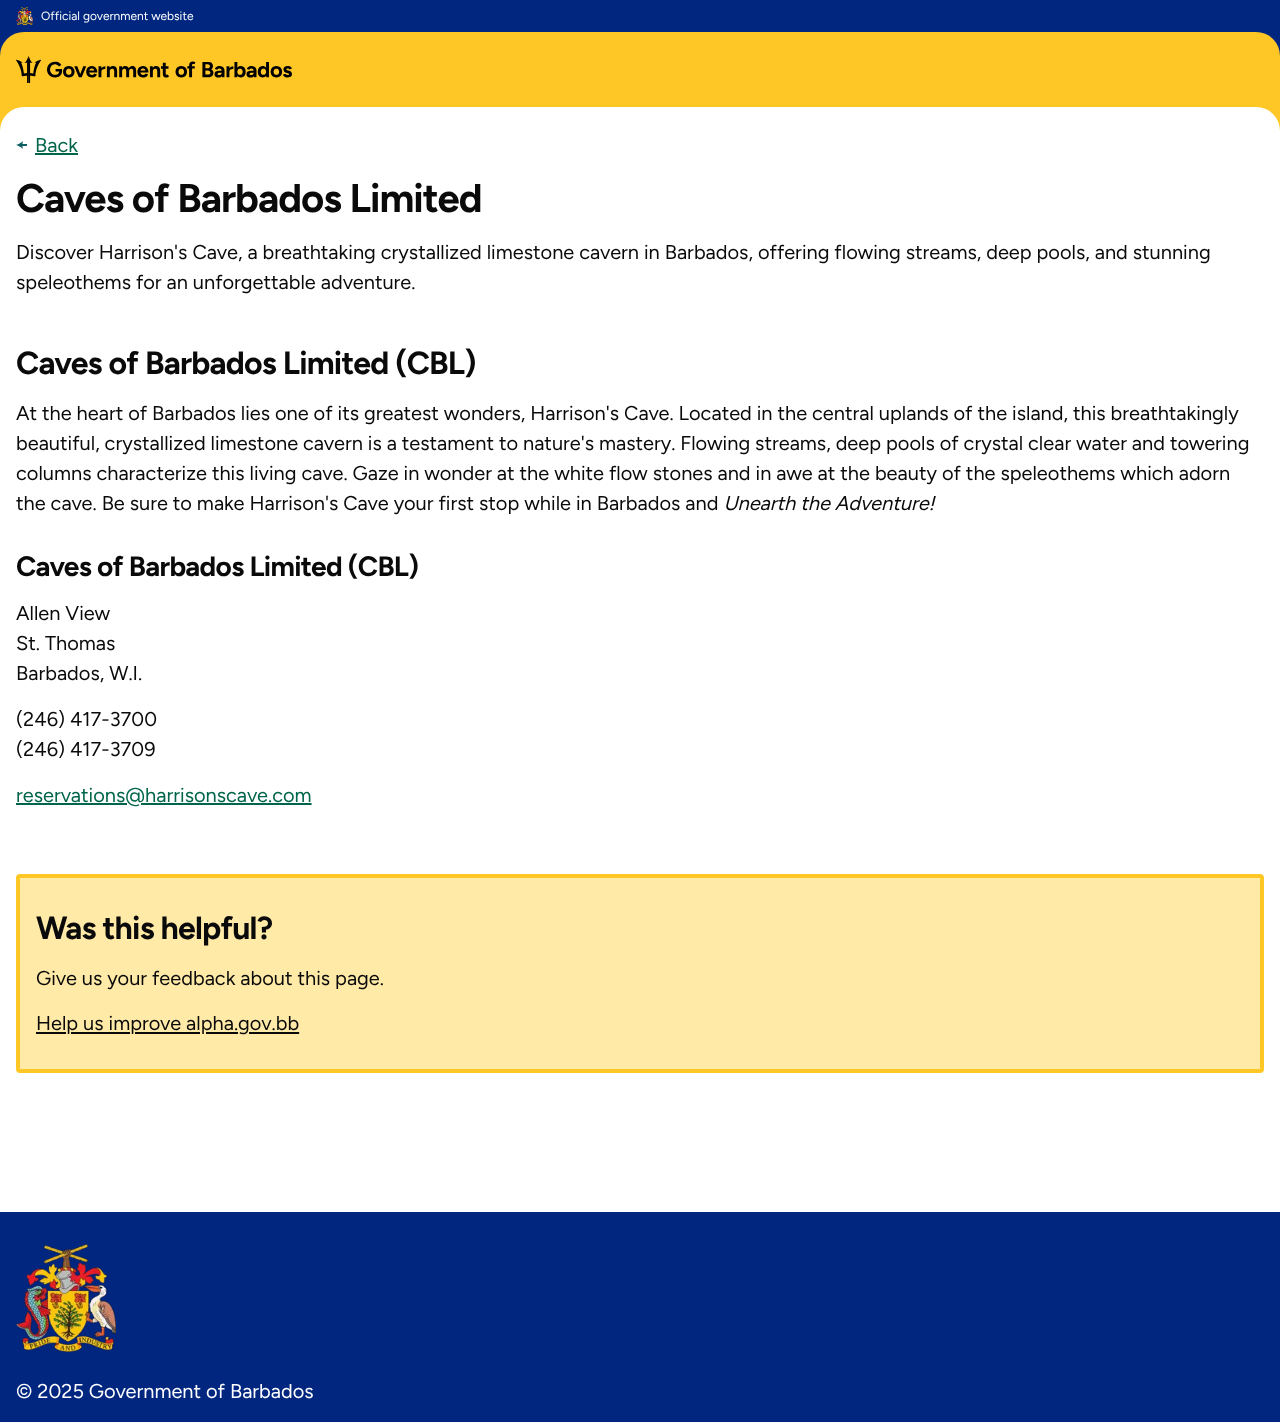 Official government website
Government of Barbados
Back
Caves of Barbados Limited
Discover Harrison's Cave, a breathtaking crystallized limestone cavern in Barbados, offering flowing streams, deep pools, and stunning
speleothems for an unforgettable adventure.
Caves of Barbados Limited (CBL)
At the heart of Barbados lies one of its greatest wonders, Harrison's Cave. Located in the central uplands of the island, this breathtakingly
beautiful, crystallized limestone cavern is a testament to nature's mastery. Flowing streams, deep pools of crystal clear water and towering
columns characterize this living cave. Gaze in wonder at the white flow stones and in awe at the beauty of the speleothems which adorn
the cave. Be sure to make Harrison's Cave your first stop while in Barbados and Unearth the Adventure!
Caves of Barbados Limited (CBL)
Allen View
St. Thomas
Barbados, W.I.
(246) 417-3700
(246) 417-3709
reservations@harrisonscave.com
Was this helpful?
Give us your feedback about this page.
Help us improve alpha.gov.bb
PRIDE AND INDUSTRY
© 2025 Government of Barbados